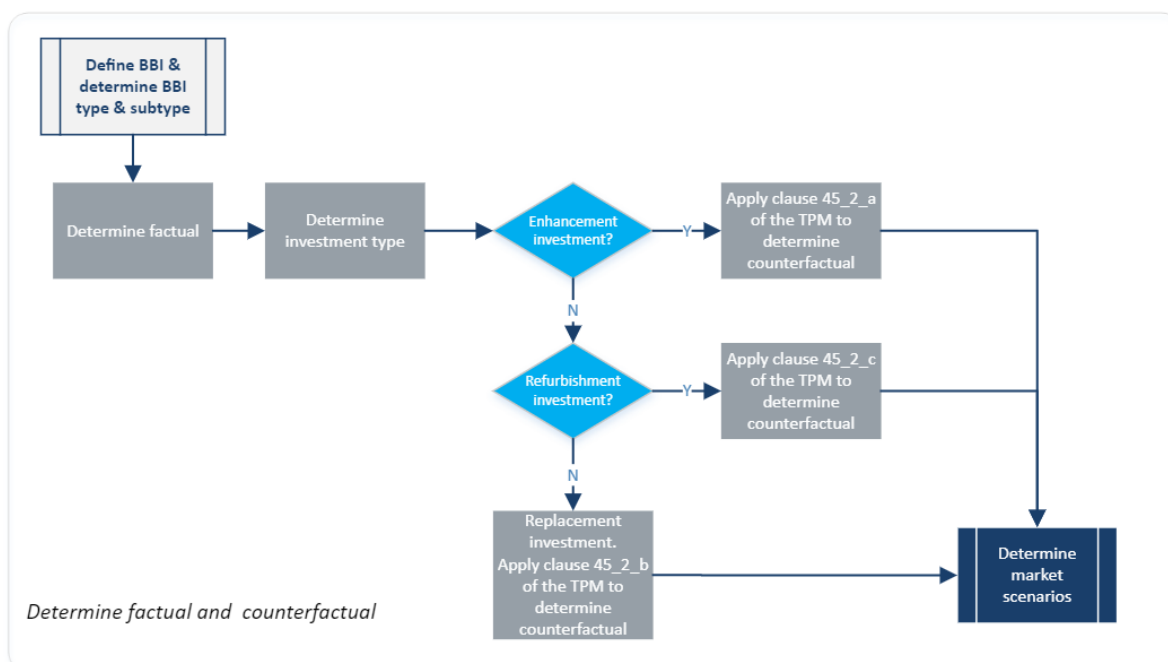 Define BBI &
determine BBI
type & subtype
Determine factual
Determine
investment type
Enhancement
investment?
Y
Apply clause 45_2_a
of the TPM to
determine
counterfactual
N
Refurbishment
investment?
Y
Apply clause 45_2_c
of the TPM to
determine
counterfactual
N
Replacement
investment.
Apply clause 45_2_b
of the TPM to
determine
counterfactual
Determine
market
scenarios
Determine factual and counterfactual